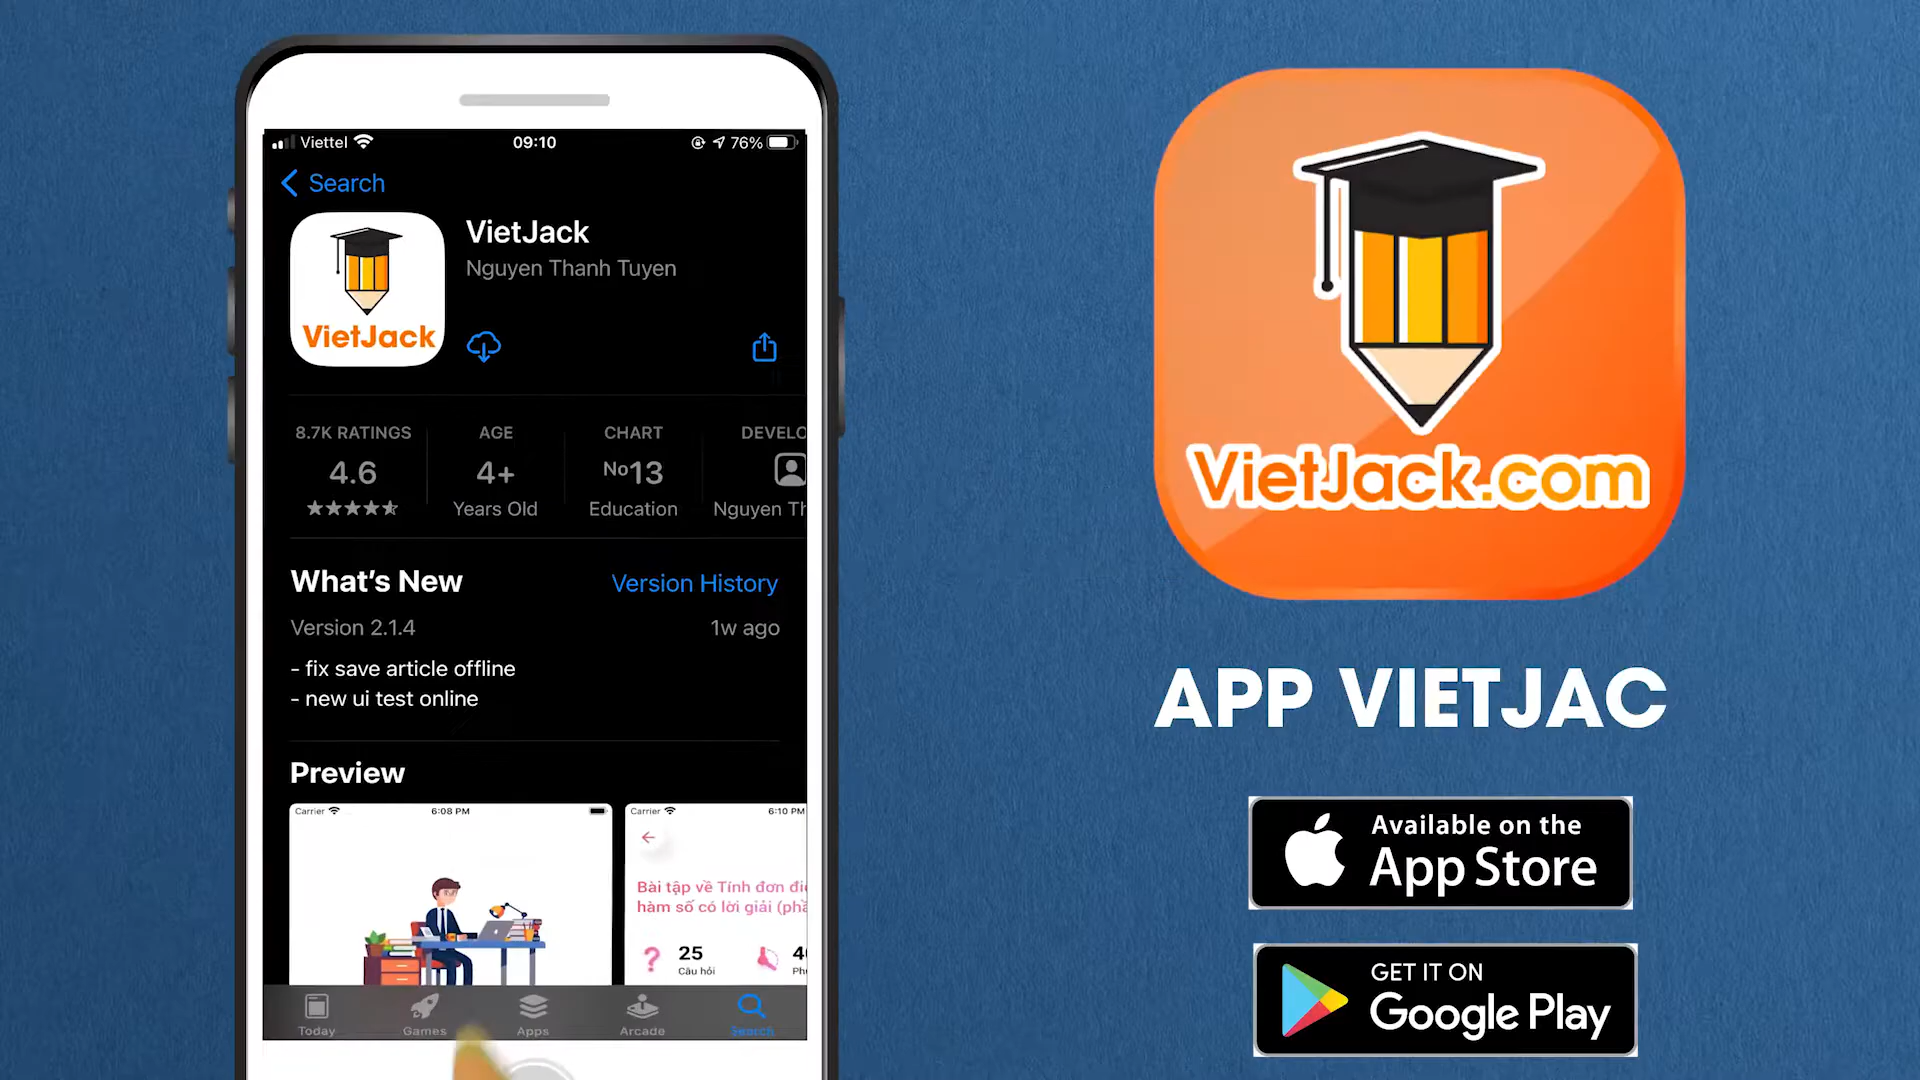 Viettel 09:10 76%
Search
VietJack
Nguyen Thanh Tuyen
VietJack
8.7K RATINGS AGE CHART DEVELO
4.6 4+ No13
Years Old Education Nguyen Th
What's New Version History
Version 2.1.4 1w ago
- fix save article offline
- new ui test online
Preview
Carrier 6:08 PM
Carrier 6:10 PM
Bài tập về Tính đơn đi
hàm số có lời giải (phầ
25
Câu hỏi
Today Games Apps Arcade Search
VietJack.com
APP VIETJAC
Available on the
App Store
GET IT ON
Google Play